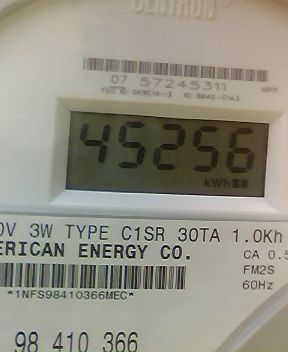 CENTRON
07 57245311
45256
kWh
0V 3W TYPE C1SR 30TA 1.0Kh
ERICAN ENERGY CO.
CA 0.5
FM2S
60Hz
*1NFS98410366MEC*
98 410 366